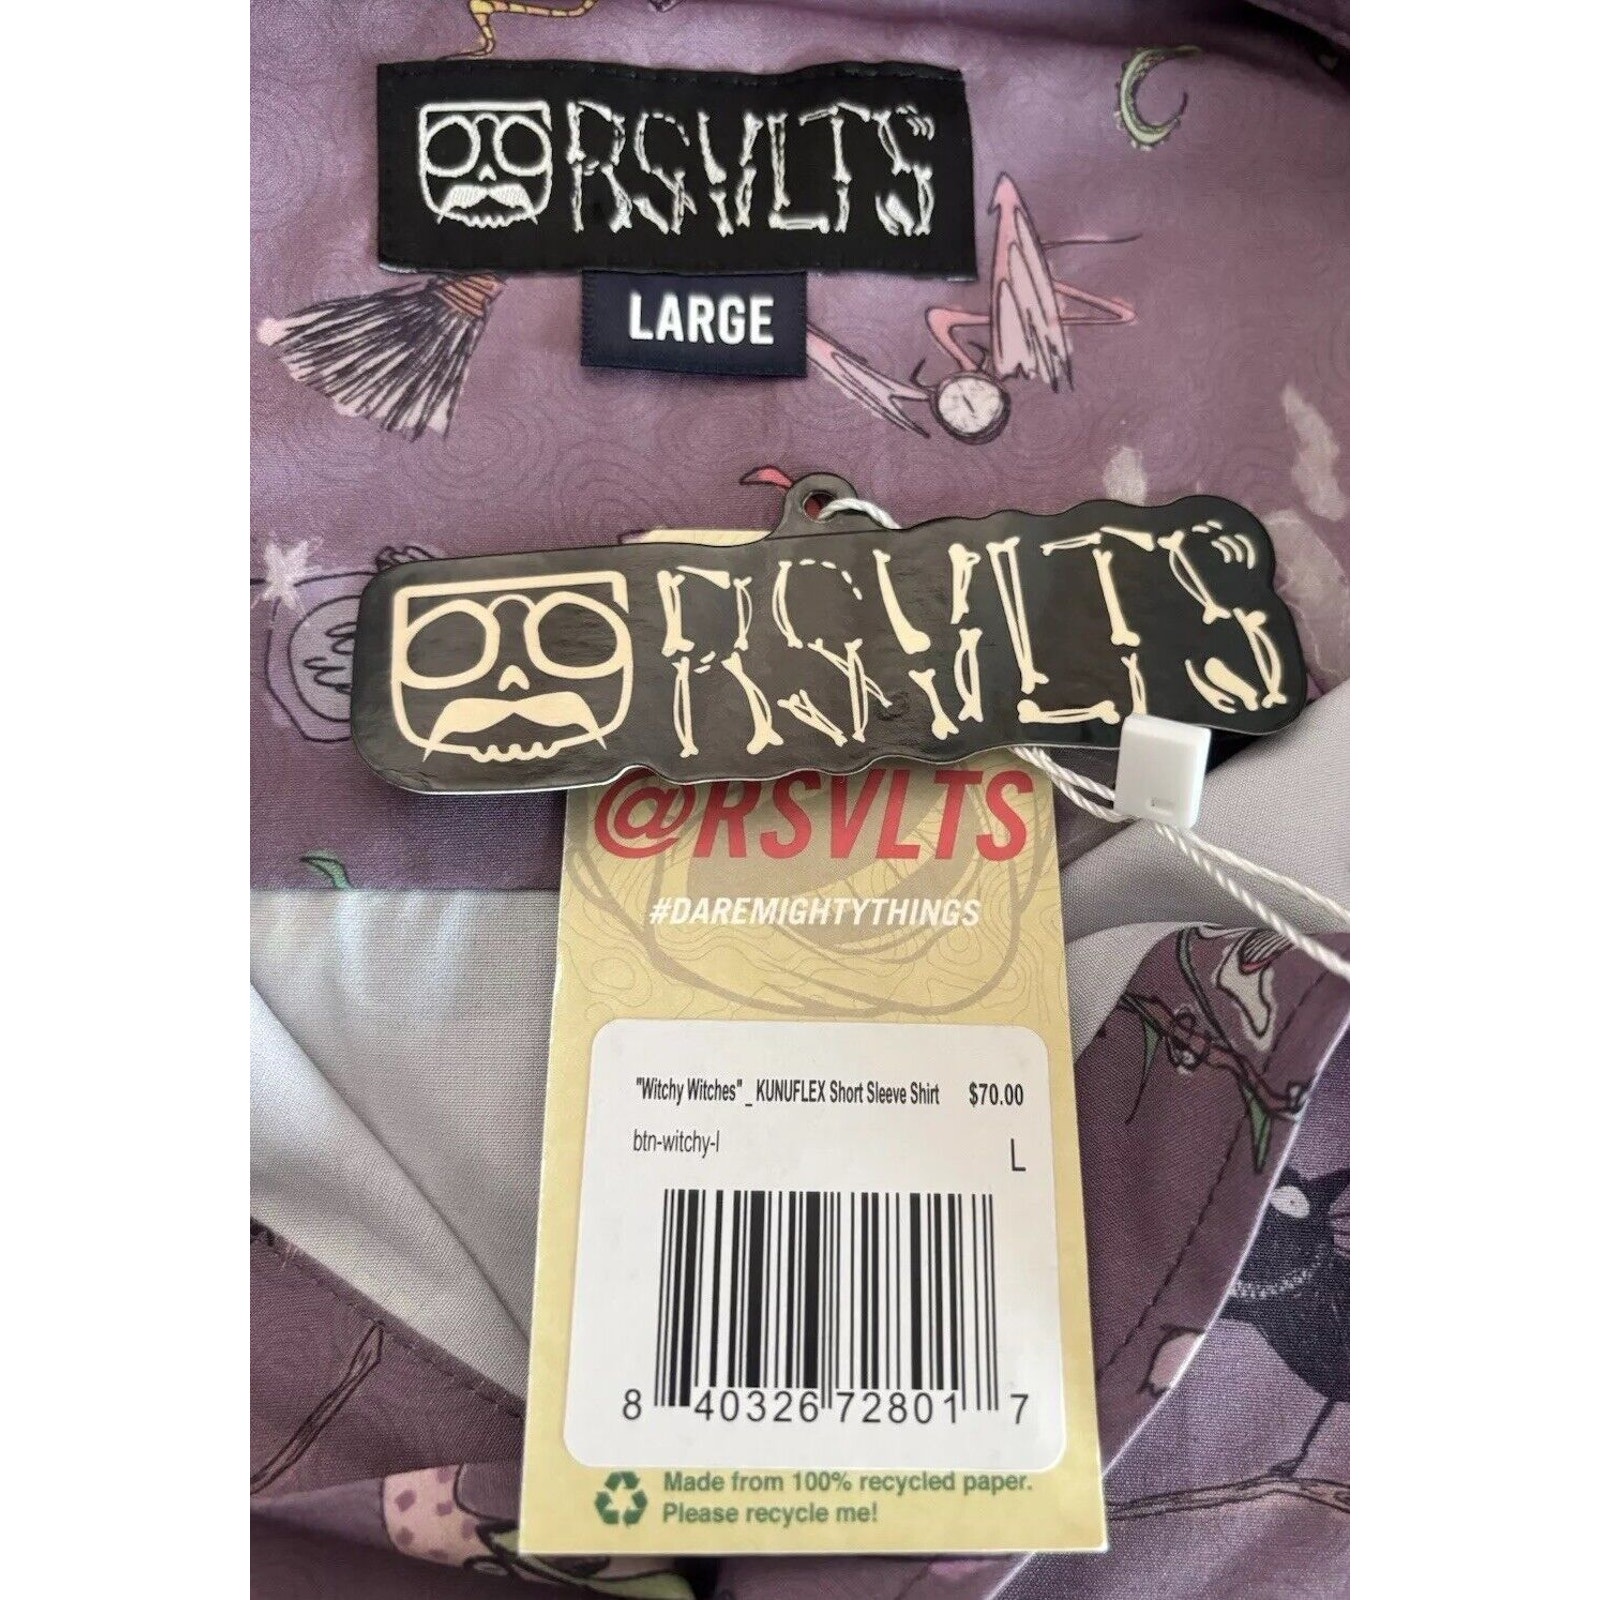 RSVLTS
LARGE
RSVLTS
@RSVLTS
#DAREMIGHTYTHINGS
"Witchy Witches" _ KUNUFLEX Short Sleeve Shirt $70.00
btn-witchy-l
L
8 40326 72801 7
Made from 100% recycled paper.
Please recycle me!